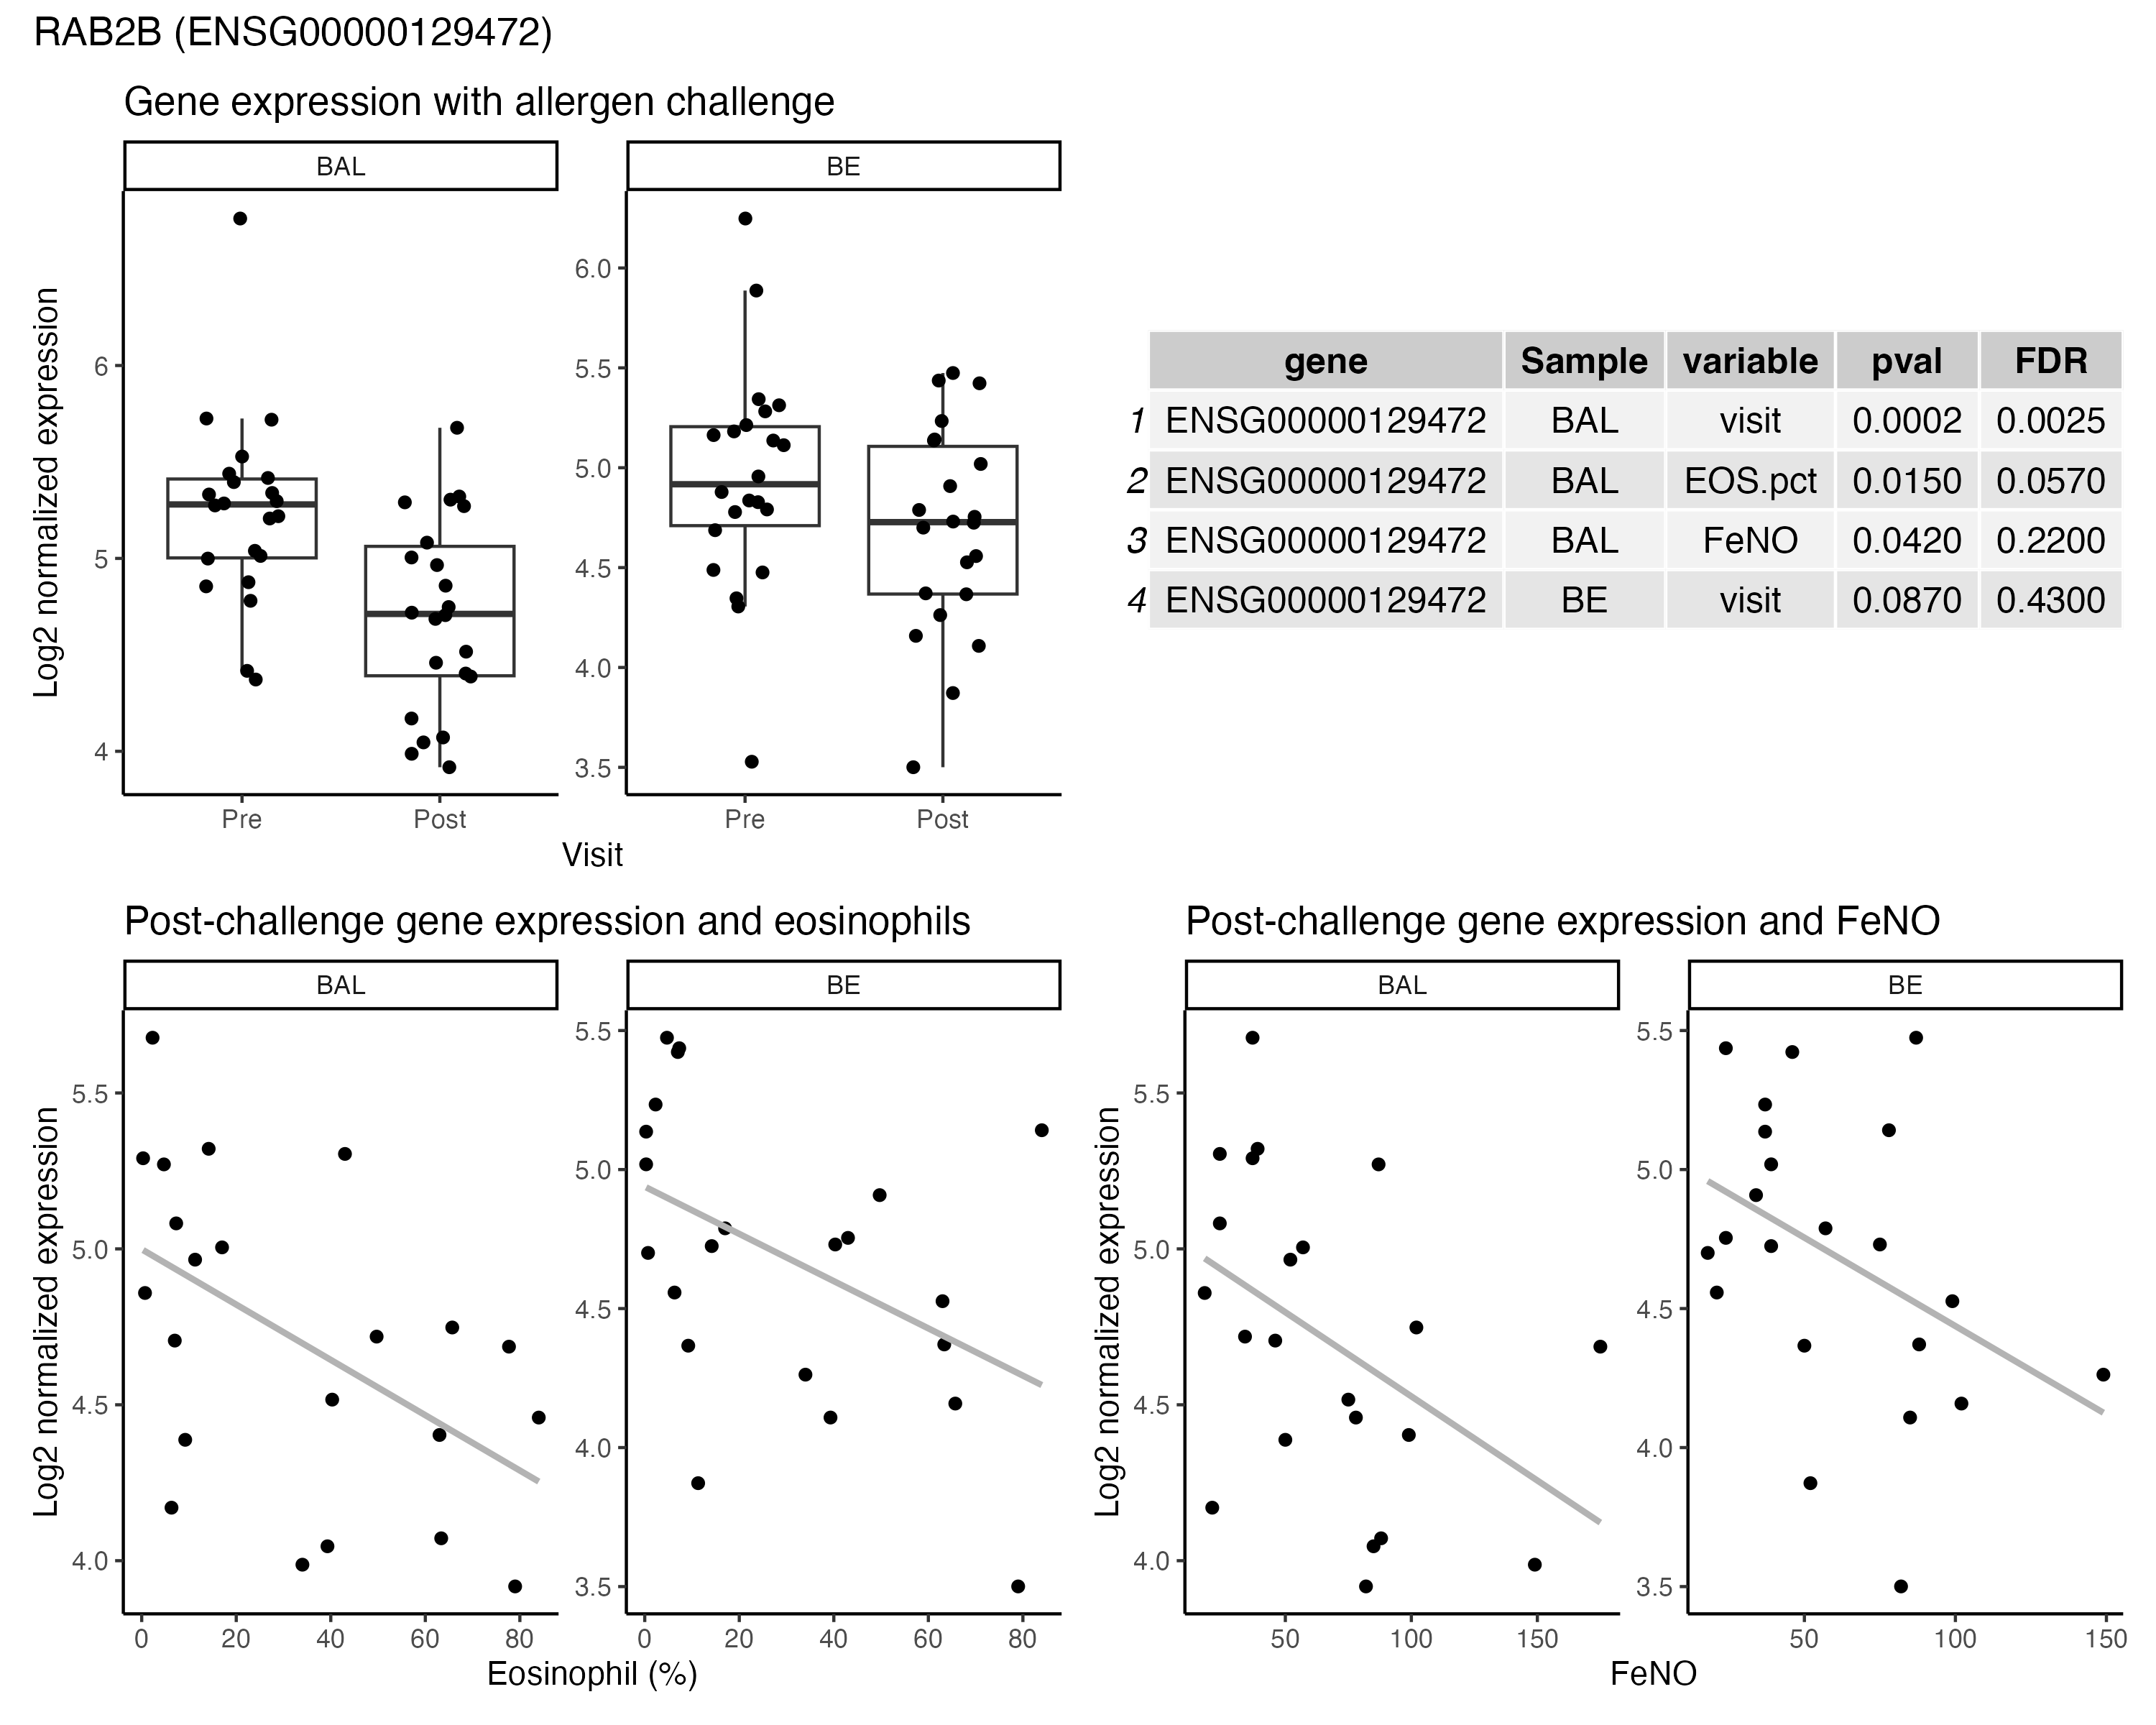 RAB2B (ENSG00000129472)
Gene expression with allergen challenge
BAL
BE
Log2 normalized expression
6
5
4
6.0
5.5
5.0
4.5
4.0
3.5
Pre
Post
Pre
Post
Visit
gene Sample variable pval FDR
1 ENSG00000129472 BAL visit 0.0002 0.0025
2 ENSG00000129472 BAL EOS.pct 0.0150 0.0570
3 ENSG00000129472 BAL FeNO 0.0420 0.2200
4 ENSG00000129472 BE visit 0.0870 0.4300
Post-challenge gene expression and eosinophils
BAL
BE
Log2 normalized expression
5.5
5.0
4.5
4.0
5.5
5.0
4.5
4.0
3.5
0 20 40 60 80
0 20 40 60 80
Eosinophil (%)
Post-challenge gene expression and FeNO
BAL
BE
Log2 normalized expression
5.5
5.0
4.5
4.0
5.5
5.0
4.5
4.0
3.5
50 100 150
50 100 150
FeNO